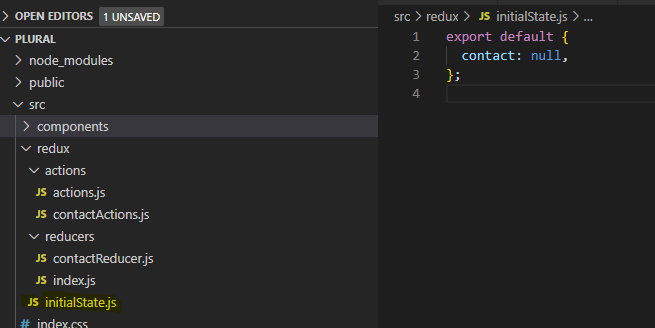 OPEN EDITORS 1 UNSAVED
PLURAL
node_modules
public
src
components
redux
actions
JS actions.js
JS contactActions.js
reducers
JS contactReducer.js
JS index.js
JS initialState.js
# index.css
src > redux > JS initialState.js > ...
1 export default {
2 contact: null,
3 };
4